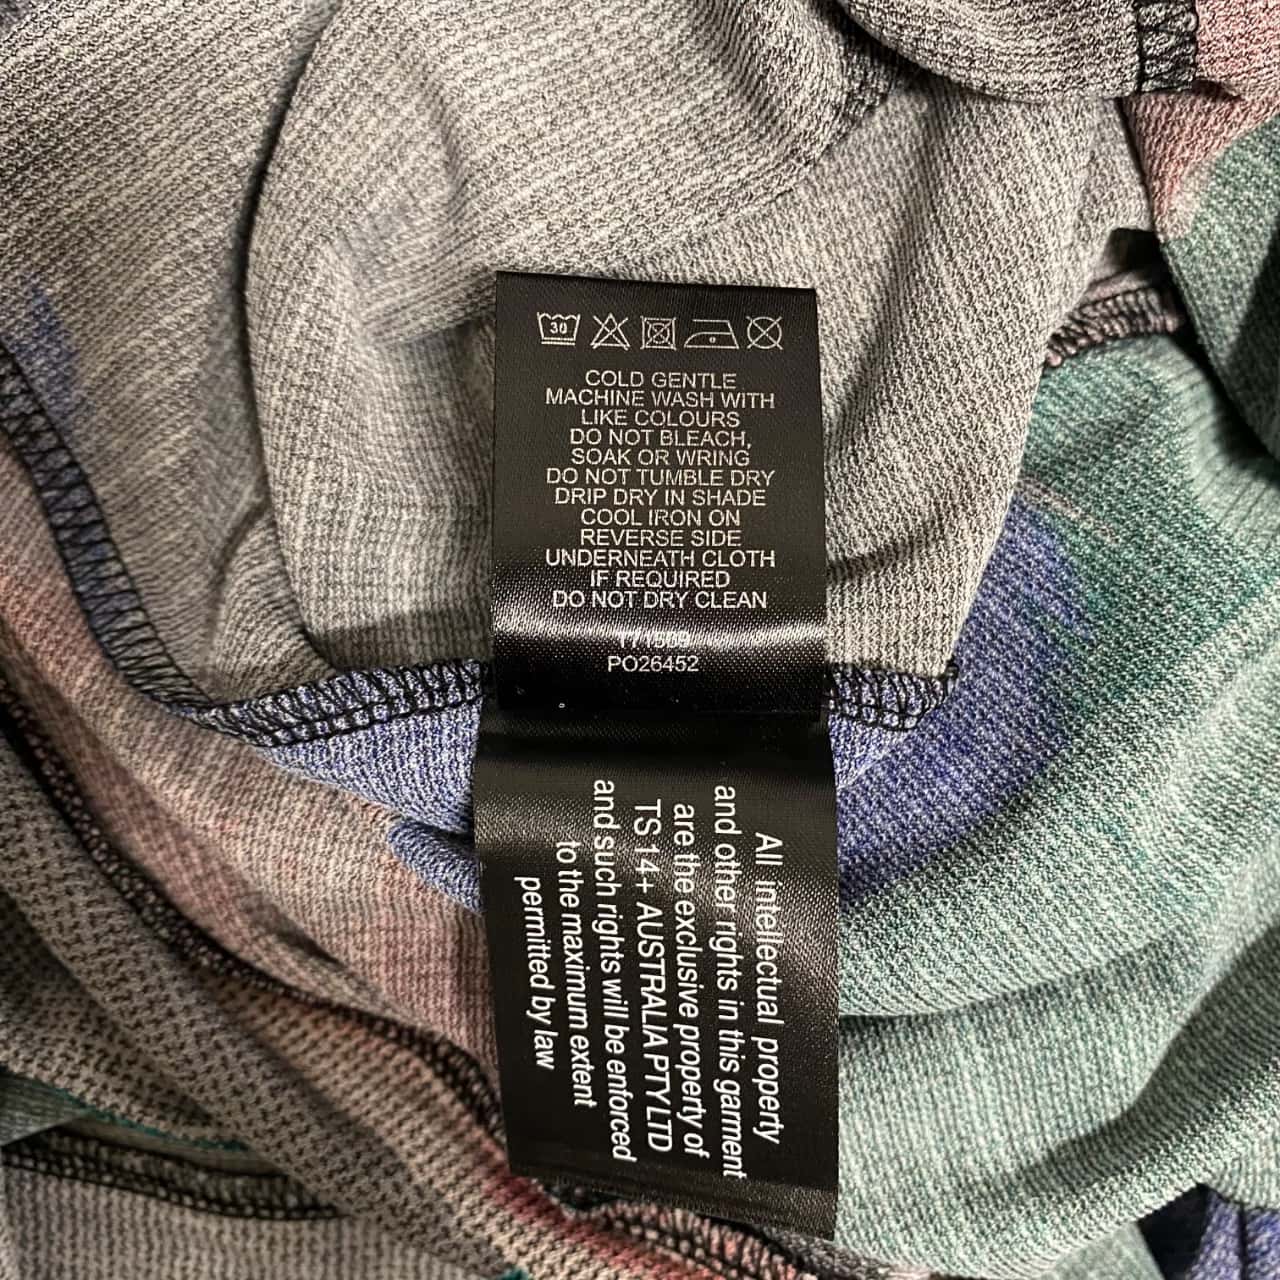 30
COLD GENTLE
MACHINE WASH WITH
LIKE COLOURS
DO NOT BLEACH,
SOAK OR WRING
DO NOT TUMBLE DRY
DRIP DRY IN SHADE
COOL IRON ON
REVERSE SIDE
UNDERNEATH CLOTH
IF REQUIRED
DO NOT DRY CLEAN
PO26452
All intellectual property
and other rights in this garment
are the exclusive property of
TS 14+ AUSTRALIA PTY LTD
and such rights will be enforced
to the maximum extent
permitted by law